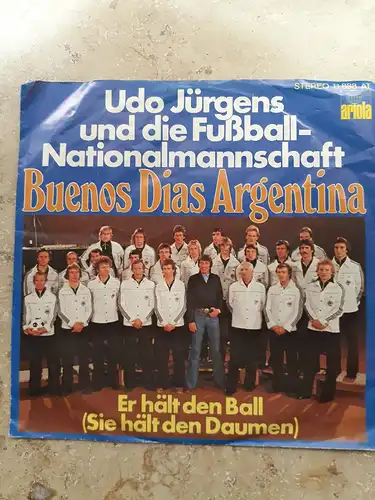 STEREO 11 888 AT
ariola
Udo Jürgens
und die Fußball-
Nationalmannschaft
Buenos Dias Argentina
Er hält den Ball
(Sie hält den Daumen)